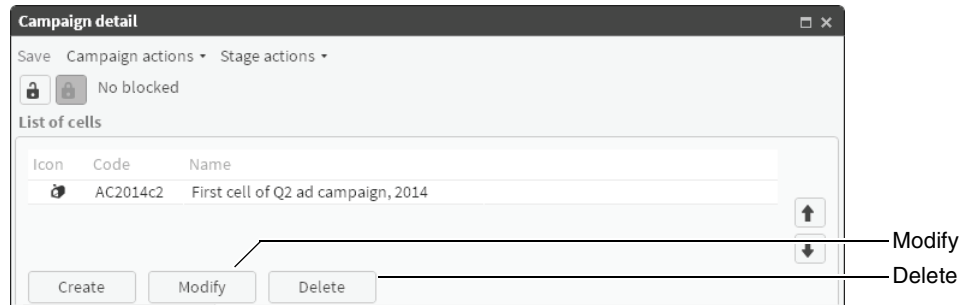 Campaign detail
Save Campaign actions Stage actions
No blocked
List of cells
Icon Code Name
AC2014c2 First cell of Q2 ad campaign, 2014
Modify
Delete
Create Modify Delete